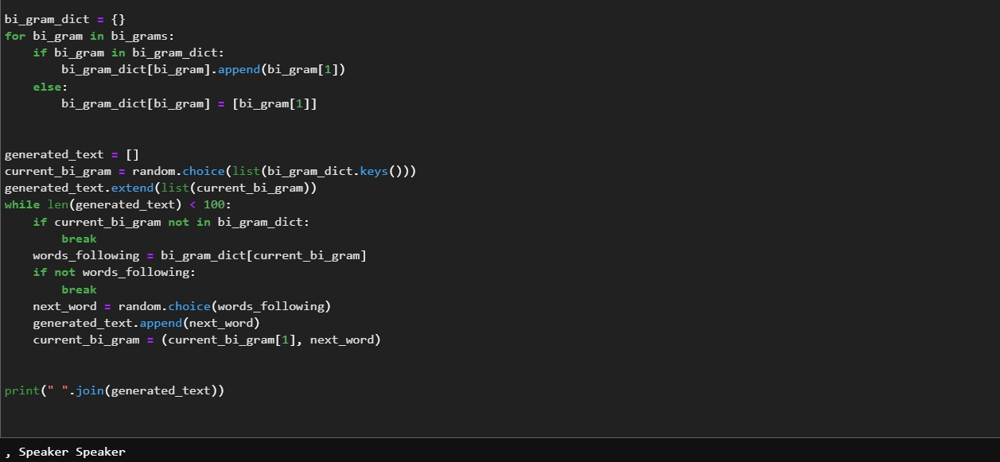 bi_gram_dict = {}
for bi_gram in bi_grams:
    if bi_gram in bi_gram_dict:
        bi_gram_dict[bi_gram].append(bi_gram[1])
    else:
        bi_gram_dict[bi_gram] = [bi_gram[1]]
generated_text = []
current_bi_gram = random.choice(list(bi_gram_dict.keys()))
generated_text.extend(list(current_bi_gram))
while len(generated_text) < 100:
    if current_bi_gram not in bi_gram_dict:
        break
    words_following = bi_gram_dict[current_bi_gram]
    if not words_following:
        break
    next_word = random.choice(words_following)
    generated_text.append(next_word)
    current_bi_gram = (current_bi_gram[1], next_word)
print(" ".join(generated_text))
, Speaker Speaker